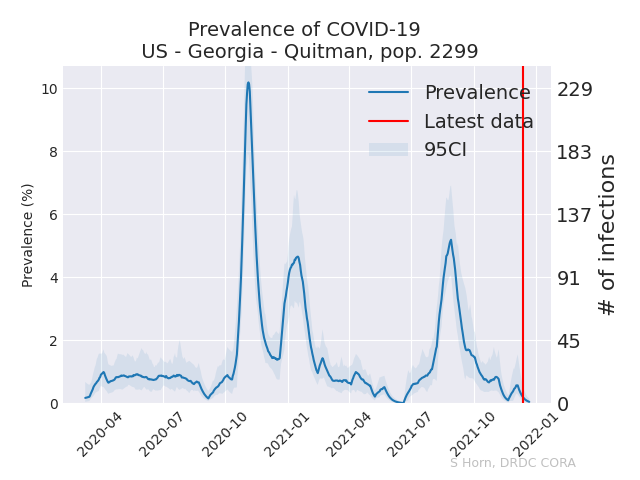 Prevalence of COVID-19
US - Georgia - Quitman, pop. 2299
Prevalence
Latest data
95CI
Prevalence (%)
10
8
6
4
2
0
229
183
137
91
45
0
# of infections
2020-04
2020-07
2020-10
2021-01
2021-04
2021-07
2021-10
2022-01
S Horn, DRDC CORA